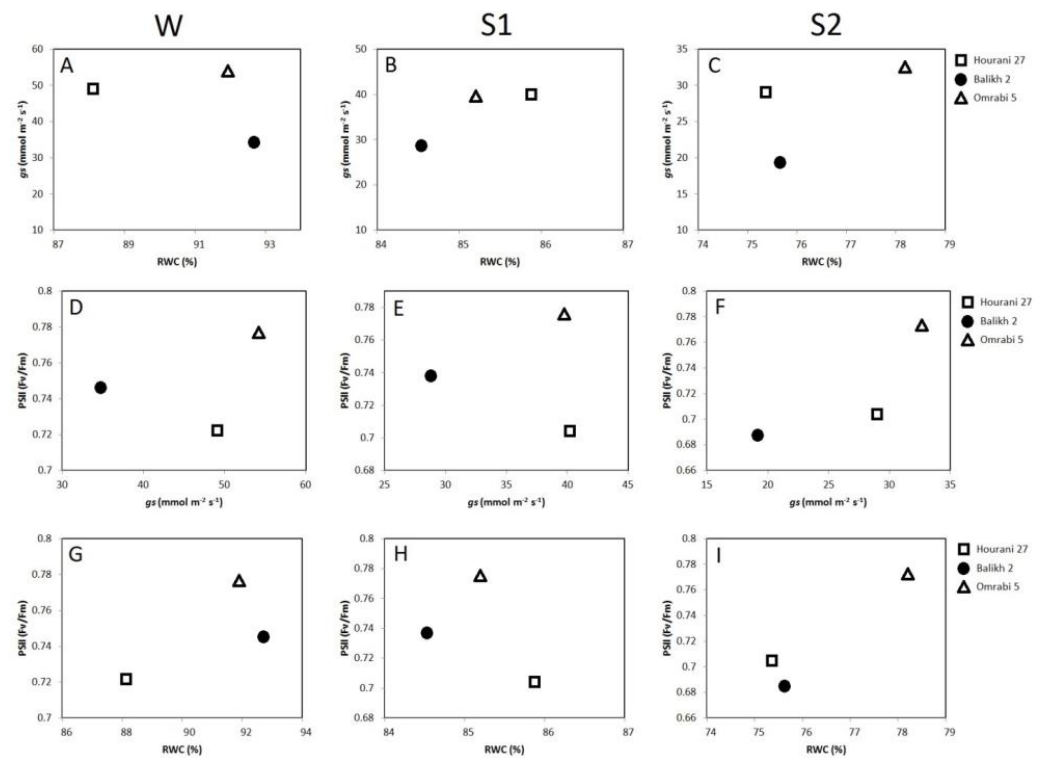 W S1 S2
A
60
50
40
30
20
10
gs (mmol m⁻² s⁻¹)
87 89 91 93
RWC (%)
B
50
40
30
20
10
gs (mmol m⁻² s⁻¹)
84 85 86 87
RWC (%)
C
35
30
25
20
15
10
gs (mmol m⁻² s⁻¹)
74 75 76 77 78 79
RWC (%)
Hourani 27
Balikh 2
Omrabi 5
D
0.8
0.78
0.76
0.74
0.72
0.7
PSII (Fv/Fm)
30 40 50 60
gs (mmol m⁻² s⁻¹)
E
0.78
0.76
0.74
0.72
0.7
0.68
PSII (Fv/Fm)
25 30 35 40 45
gs (mmol m⁻² s⁻¹)
F
0.8
0.78
0.76
0.74
0.72
0.7
0.68
0.66
PSII (Fv/Fm)
15 20 25 30 35
gs (mmol m⁻² s⁻¹)
Hourani 27
Balikh 2
Omrabi 5
G
0.8
0.78
0.76
0.74
0.72
0.7
PSII (Fv/Fm)
86 88 90 92 94
RWC (%)
H
0.8
0.78
0.76
0.74
0.72
0.7
0.68
PSII (Fv/Fm)
84 85 86 87
RWC (%)
I
0.8
0.78
0.76
0.74
0.72
0.7
0.68
0.66
PSII (Fv/Fm)
74 75 76 77 78 79
RWC (%)
Hourani 27
Balikh 2
Omrabi 5